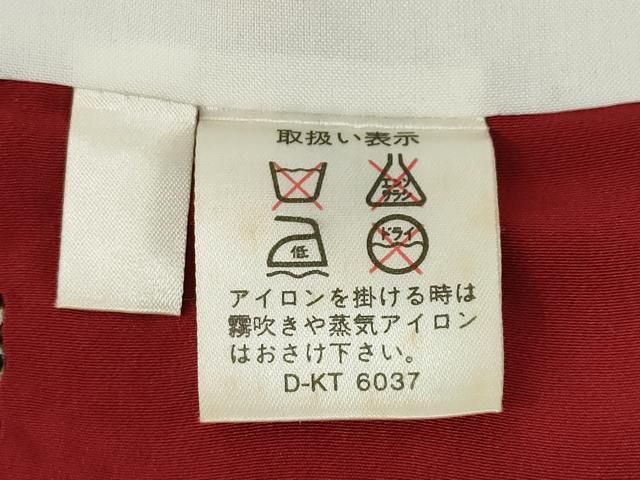 取扱い表示
エンソ
サラシ
低
ドライ
アイロンを掛ける時は
霧吹きや蒸気アイロン
はおさけ下さい。
D-KT 6037